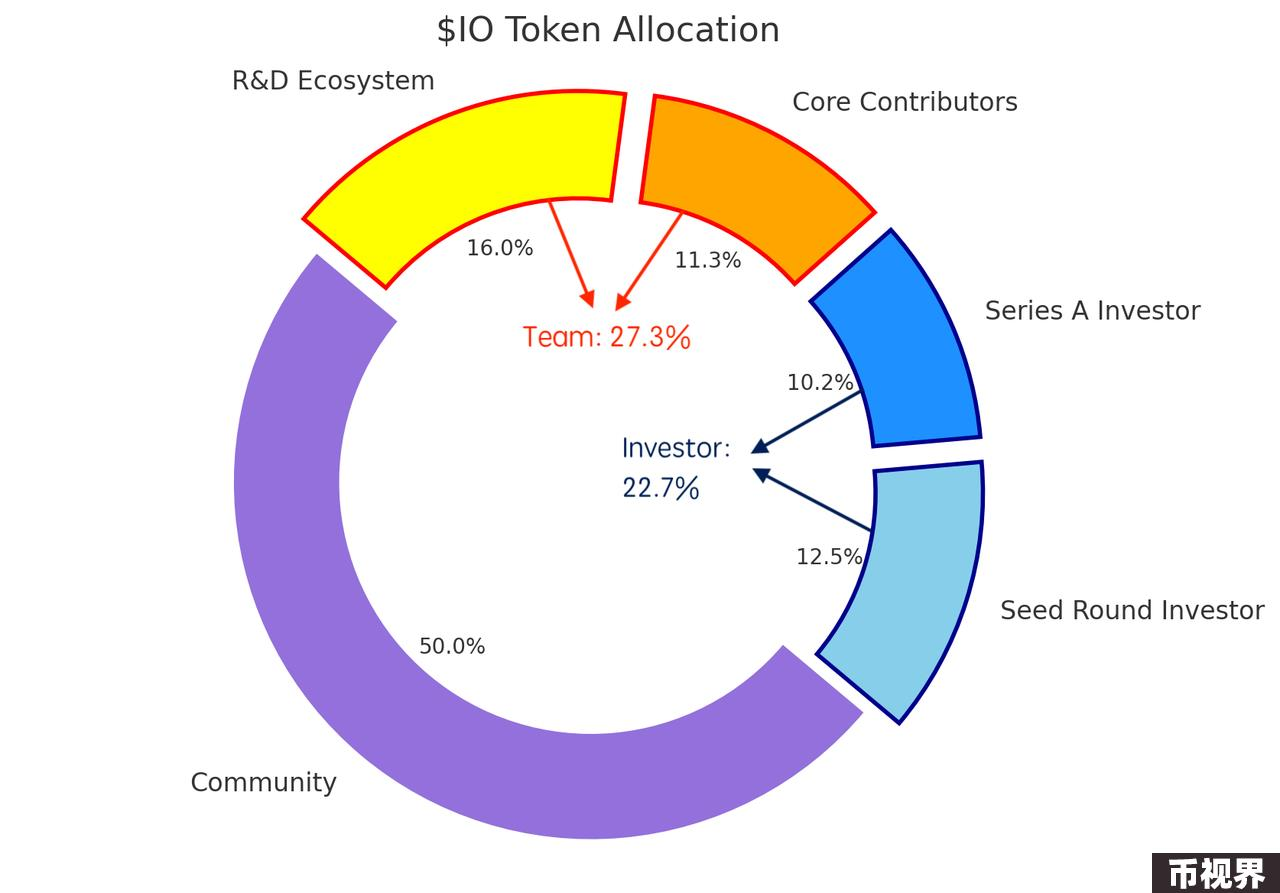 $IO Token Allocation
R&D Ecosystem
Core Contributors
16.0%
11.3%
Team: 27.3%
Series A Investor
10.2%
Investor:
22.7%
12.5%
Seed Round Investor
50.0%
Community
币视界